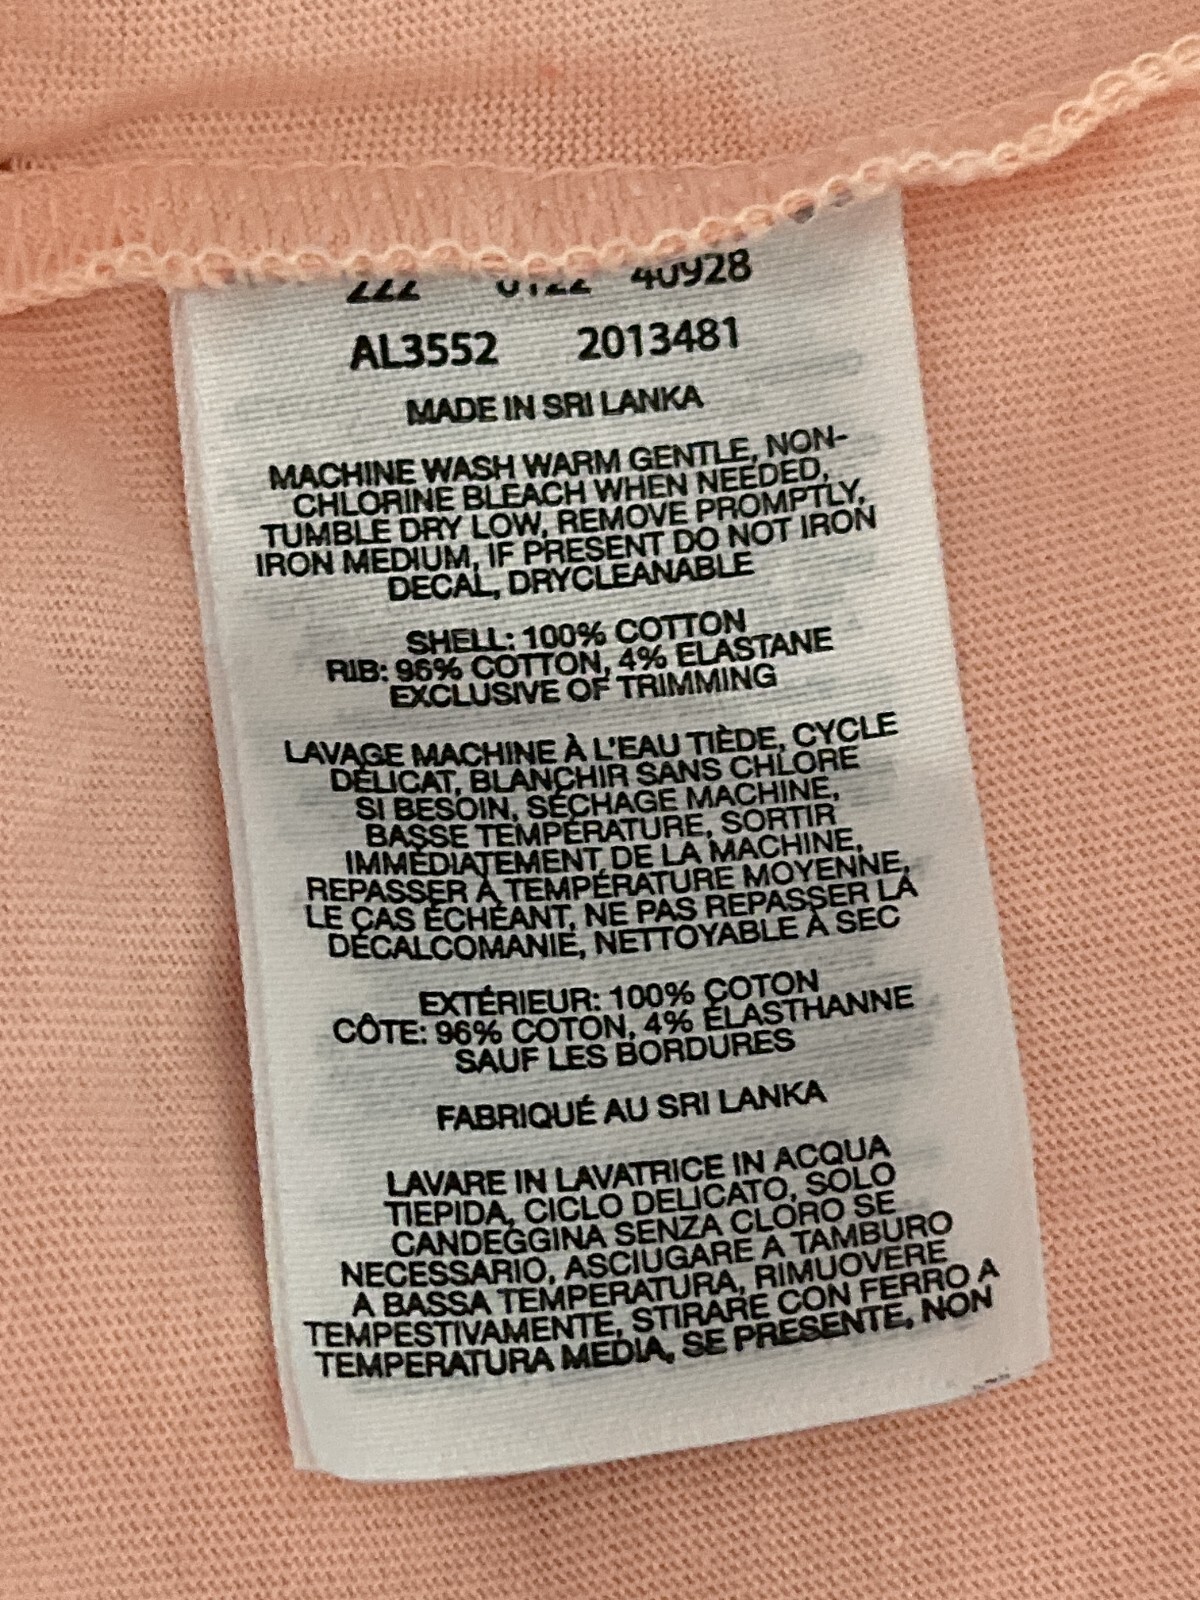 222 0122 40928
AL3552 2013481
MADE IN SRI LANKA
MACHINE WASH WARM GENTLE, NON-
CHLORINE BLEACH WHEN NEEDED,
TUMBLE DRY LOW, REMOVE PROMPTLY,
IRON MEDIUM, IF PRESENT DO NOT IRON
DECAL, DRYCLEANABLE
SHELL: 100% COTTON
RIB: 96% COTTON, 4% ELASTANE
EXCLUSIVE OF TRIMMING
LAVAGE MACHINE À L'EAU TIÈDE, CYCLE
DÉLICAT, BLANCHIR SANS CHLORE
SI BESOIN, SÉCHAGE MACHINE,
BASSE TEMPÉRATURE, SORTIR
IMMÉDIATEMENT DE LA MACHINE,
REPASSER À TEMPÉRATURE MOYENNE,
LE CAS ÉCHÉANT, NE PAS REPASSER LA
DÉCALCOMANIE, NETTOYABLE À SEC
EXTÉRIEUR: 100% COTON
CÔTE: 96% COTON, 4% ÉLASTHANNE
SAUF LES BORDURES
FABRIQUÉ AU SRI LANKA
LAVARE IN LAVATRICE IN ACQUA
TIEPIDA, CICLO DELICATO, SOLO
CANDEGGINA SENZA CLORO SE
NECESSARIO, ASCIUGARE A TAMBURO
A BASSA TEMPERATURA, RIMUOVERE
TEMPESTIVAMENTE, STIRARE CON FERRO A
TEMPERATURA MEDIA, SE PRESENTE, NON